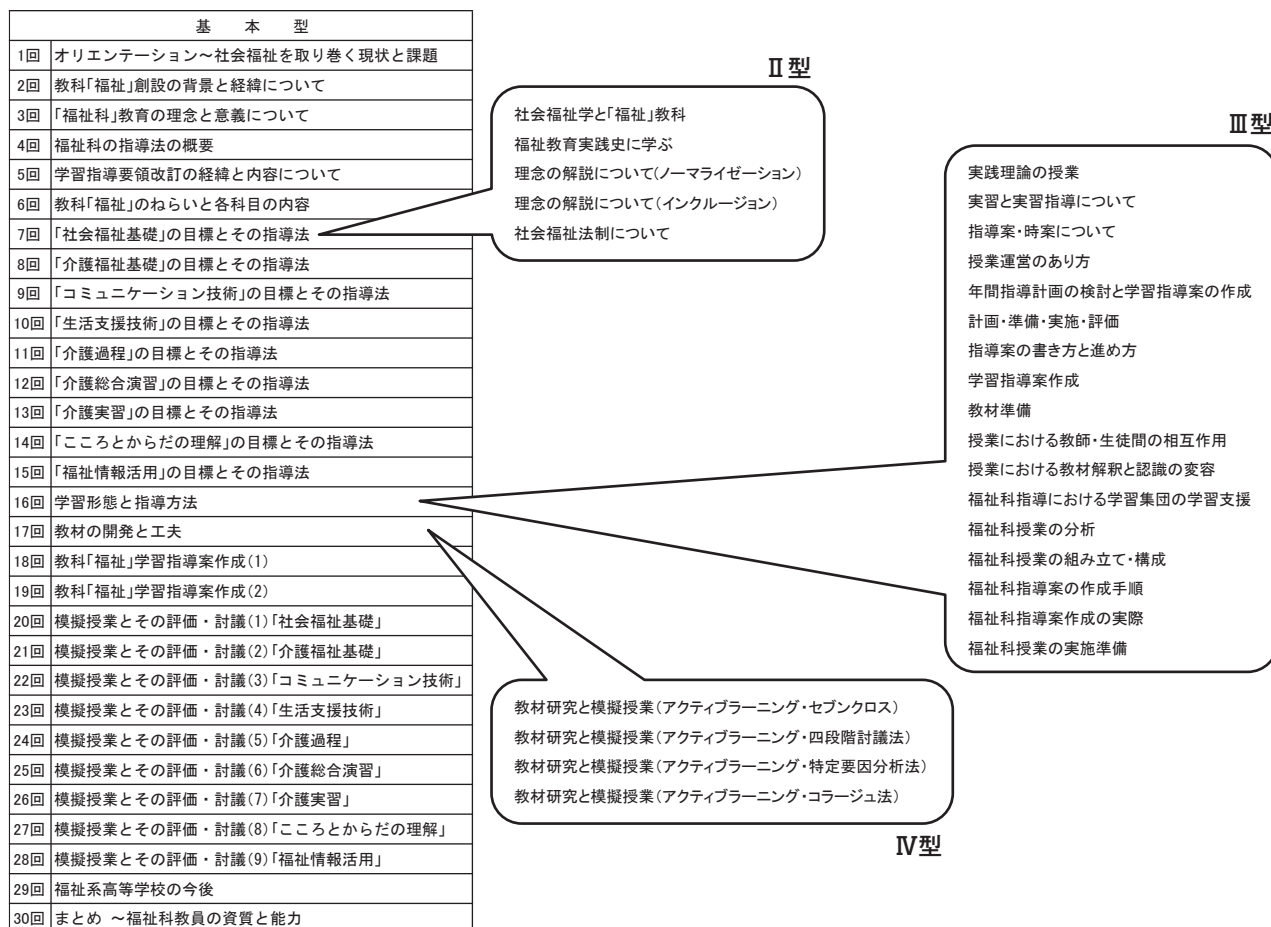 基 本 型
1回 オリエンテーション～社会福祉を取り巻く現状と課題
2回 教科「福祉」創設の背景と経緯について
3回 「福祉科」教育の理念と意義について
4回 福祉科の指導法の概要
5回 学習指導要領改訂の経緯と内容について
6回 教科「福祉」のねらいと各科目の内容
7回 「社会福祉基礎」の目標とその指導法
8回 「介護福祉基礎」の目標とその指導法
9回 「コミュニケーション技術」の目標とその指導法
10回 「生活支援技術」の目標とその指導法
11回 「介護過程」の目標とその指導法
12回 「介護総合演習」の目標とその指導法
13回 「介護実習」の目標とその指導法
14回 「こころとからだの理解」の目標とその指導法
15回 「福祉情報活用」の目標とその指導法
16回 学習形態と指導方法
17回 教材の開発と工夫
18回 教科「福祉」学習指導案作成(1)
19回 教科「福祉」学習指導案作成(2)
20回 模擬授業とその評価・討議(1)「社会福祉基礎」
21回 模擬授業とその評価・討議(2)「介護福祉基礎」
22回 模擬授業とその評価・討議(3)「コミュニケーション技術」
23回 模擬授業とその評価・討議(4)「生活支援技術」
24回 模擬授業とその評価・討議(5)「介護過程」
25回 模擬授業とその評価・討議(6)「介護総合演習」
26回 模擬授業とその評価・討議(7)「介護実習」
27回 模擬授業とその評価・討議(8)「こころとからだの理解」
28回 模擬授業とその評価・討議(9)「福祉情報活用」
29回 福祉系高等学校の今後
30回 まとめ ～福祉科教員の資質と能力
Ⅱ型
社会福祉学と「福祉」教科
福祉教育実践史に学ぶ
理念の解説について(ノーマライゼーション)
理念の解説について(インクルージョン)
社会福祉法制について
Ⅲ型
実践理論の授業
実習と実習指導について
指導案・時案について
授業運営のあり方
年間指導計画の検討と学習指導案の作成
計画・準備・実施・評価
指導案の書き方と進め方
学習指導案作成
教材準備
授業における教師・生徒間の相互作用
授業における教材解釈と認識の変容
福祉科指導における学習集団の学習支援
福祉科授業の分析
福祉科授業の組み立て・構成
福祉科指導案の作成手順
福祉科指導案作成の実際
福祉科授業の実施準備
教材研究と模擬授業(アクティブラーニング・セブンクロス)
教材研究と模擬授業(アクティブラーニング・四段階討議法)
教材研究と模擬授業(アクティブラーニング・特定要因分析法)
教材研究と模擬授業(アクティブラーニング・コラージュ法)
Ⅳ型